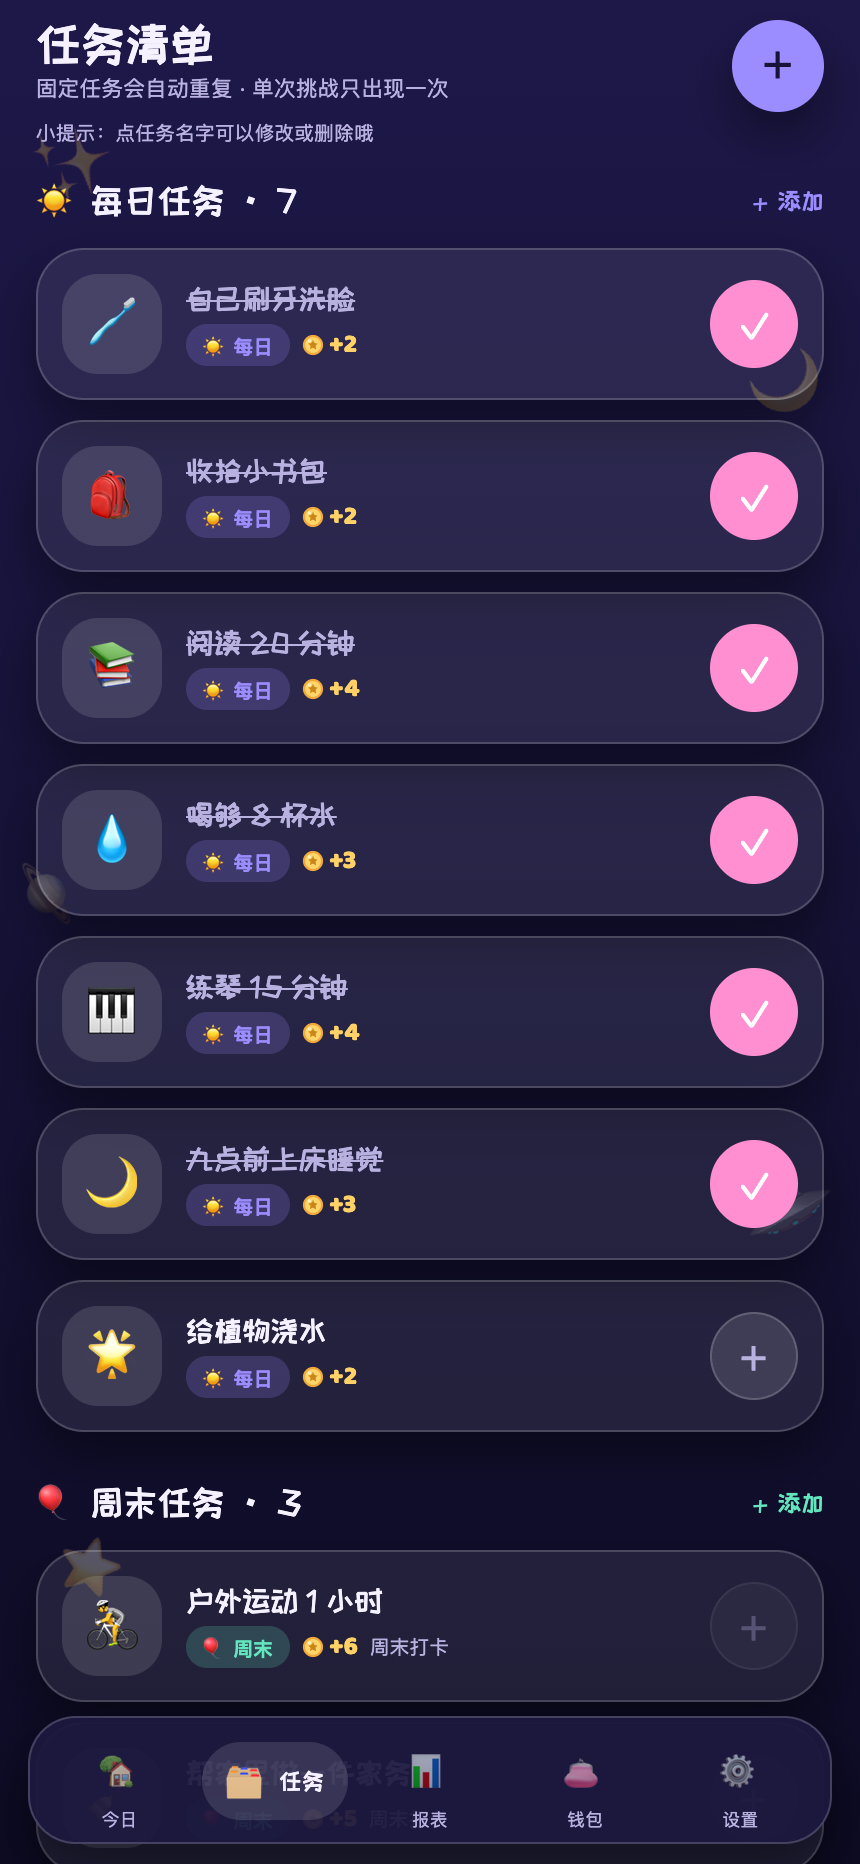 任务清单
固定任务会自动重复 · 单次挑战只出现一次
小提示：点任务名字可以修改或删除哦
每日任务 · 7
+ 添加
自己刷牙洗脸
每日 +2
收拾小书包
每日 +2
阅读 20 分钟
每日 +4
喝够 8 杯水
每日 +3
练琴 15 分钟
每日 +4
九点前上床睡觉
每日 +3
给植物浇水
每日 +2
周末任务 · 3
+ 添加
户外运动 1 小时
周末 +6 周末打卡
周末 +5
今日
任务
报表
钱包
设置